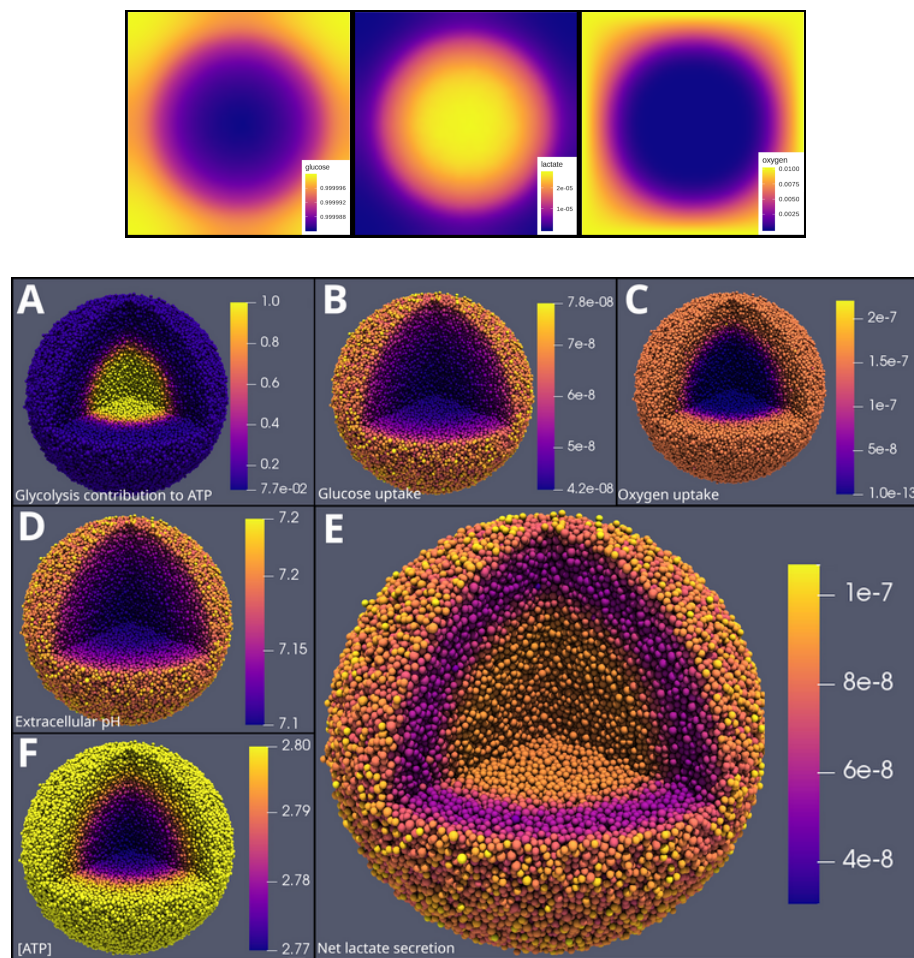 glucose
0.999996
0.999992
0.999988
lactate
2e-05
1e-05
oxygen
0.0100
0.0075
0.0050
0.0025
A
1.0
0.8
0.6
0.4
0.2
7.7e-02
Glycolysis contribution to ATP
B
7.8e-08
7e-8
6e-8
5e-8
4.2e-08
Glucose uptake
C
2e-7
1.5e-7
1e-7
5e-8
1.0e-13
Oxygen uptake
D
7.2
7.2
7.15
7.1
Extracellular pH
E
1e-7
8e-8
6e-8
4e-8
Net lactate secretion
F
2.80
2.79
2.78
2.77
[ATP]